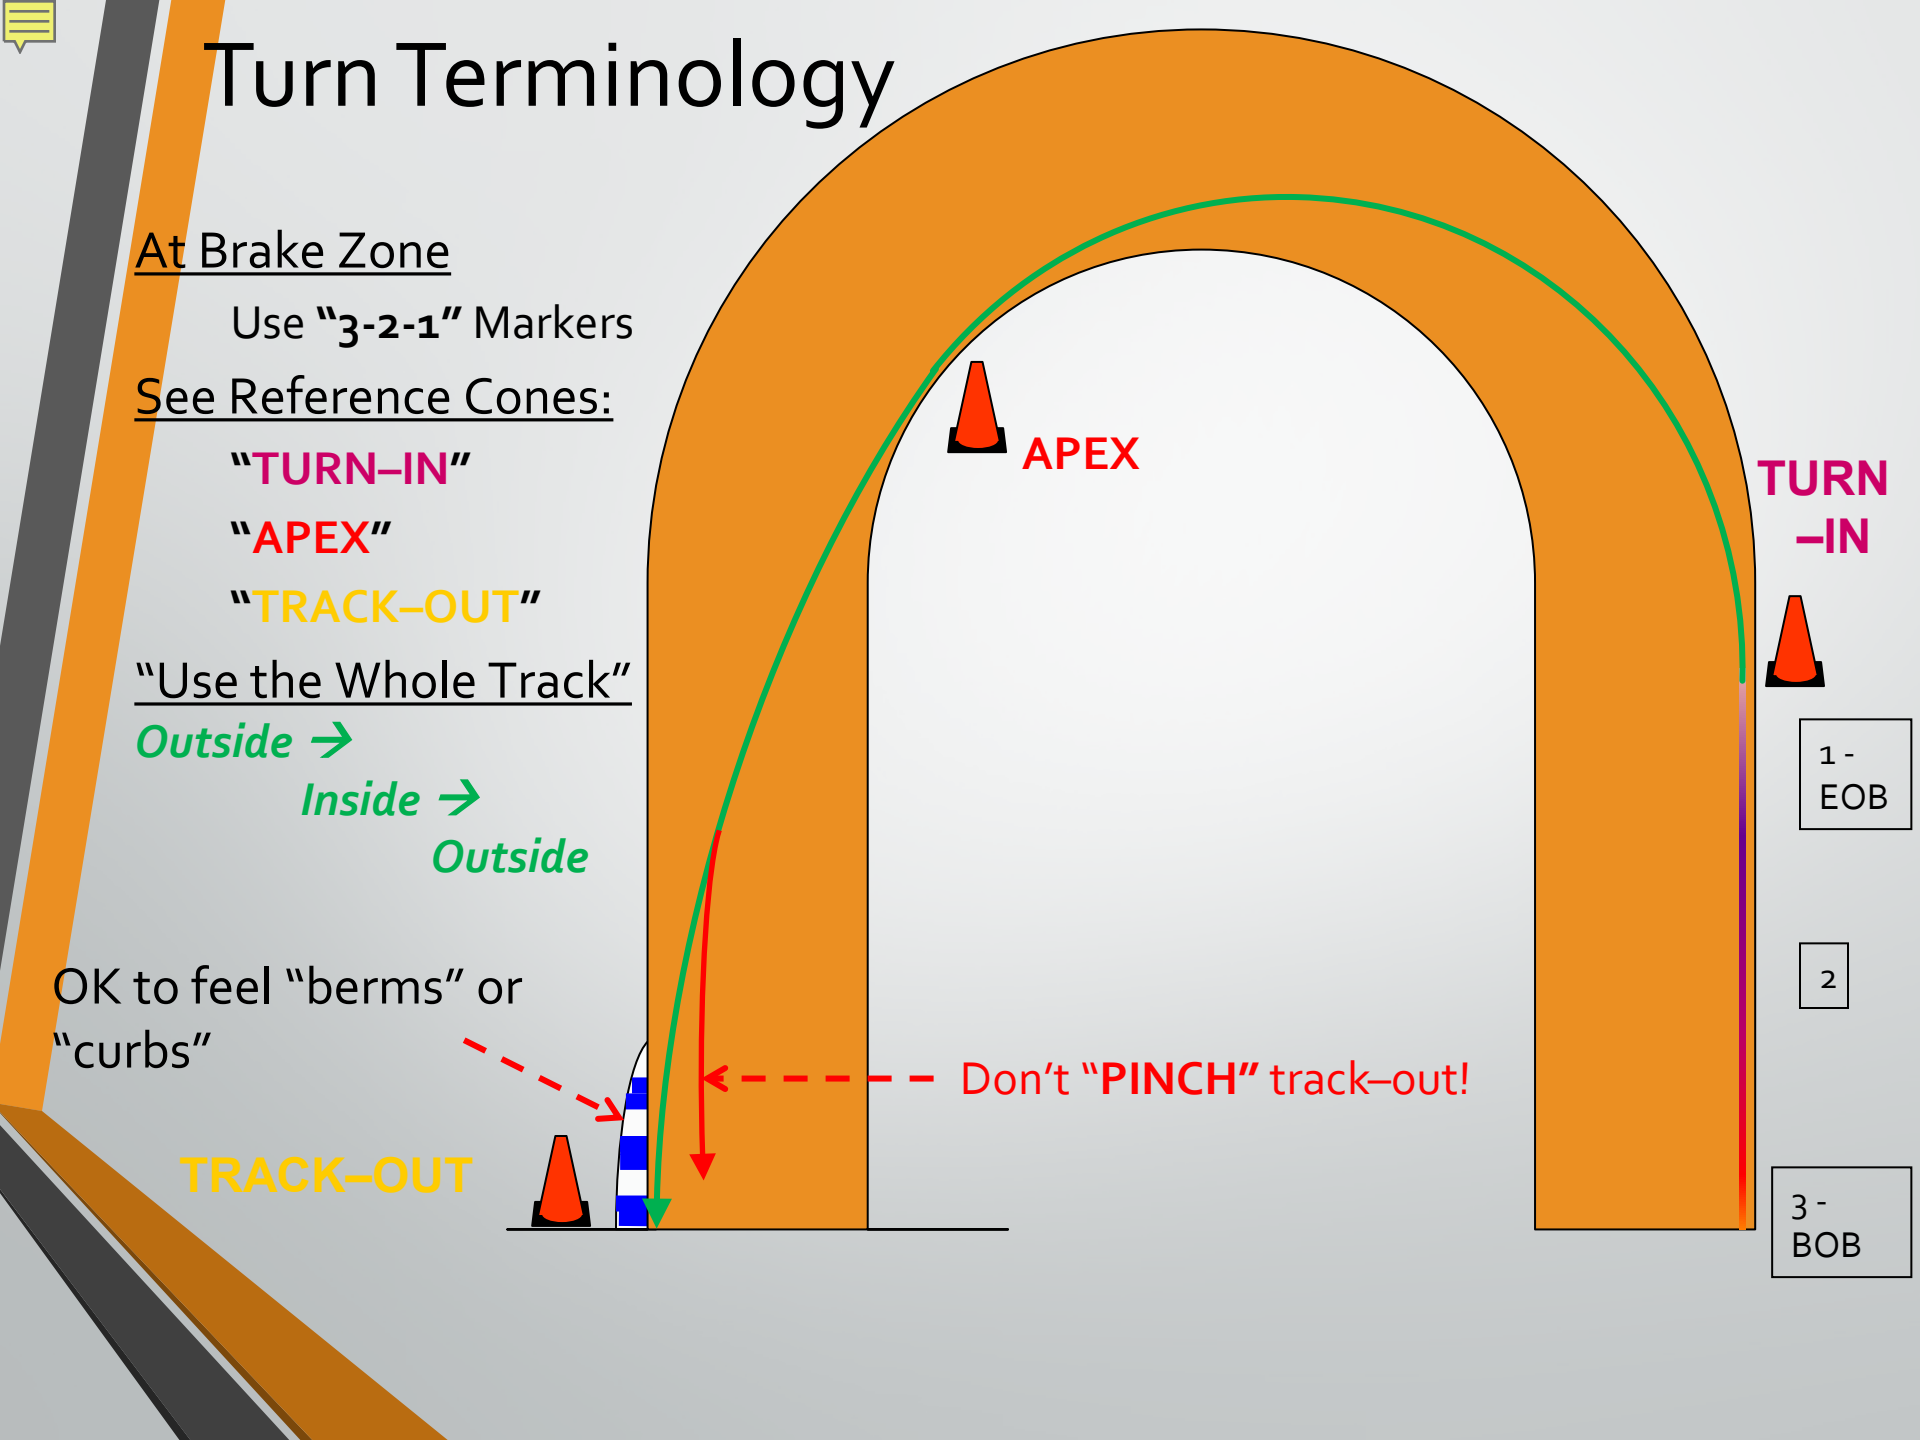 Turn Terminology
At Brake Zone
Use “3-2-1” Markers
See Reference Cones:
“TURN–IN”
“APEX”
“TRACK–OUT”
“Use the Whole Track”
Outside →
Inside →
Outside
OK to feel “berms” or
“curbs”
TRACK–OUT
APEX
TURN
–IN
1 -
EOB
2
Don’t “PINCH” track–out!
3 -
BOB